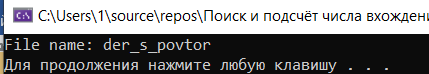 C:\Users\1\source\repos\Поиск и подсчёт числа вхожден
File name: der_s_povtor
Для продолжения нажмите любую клавишу . . .